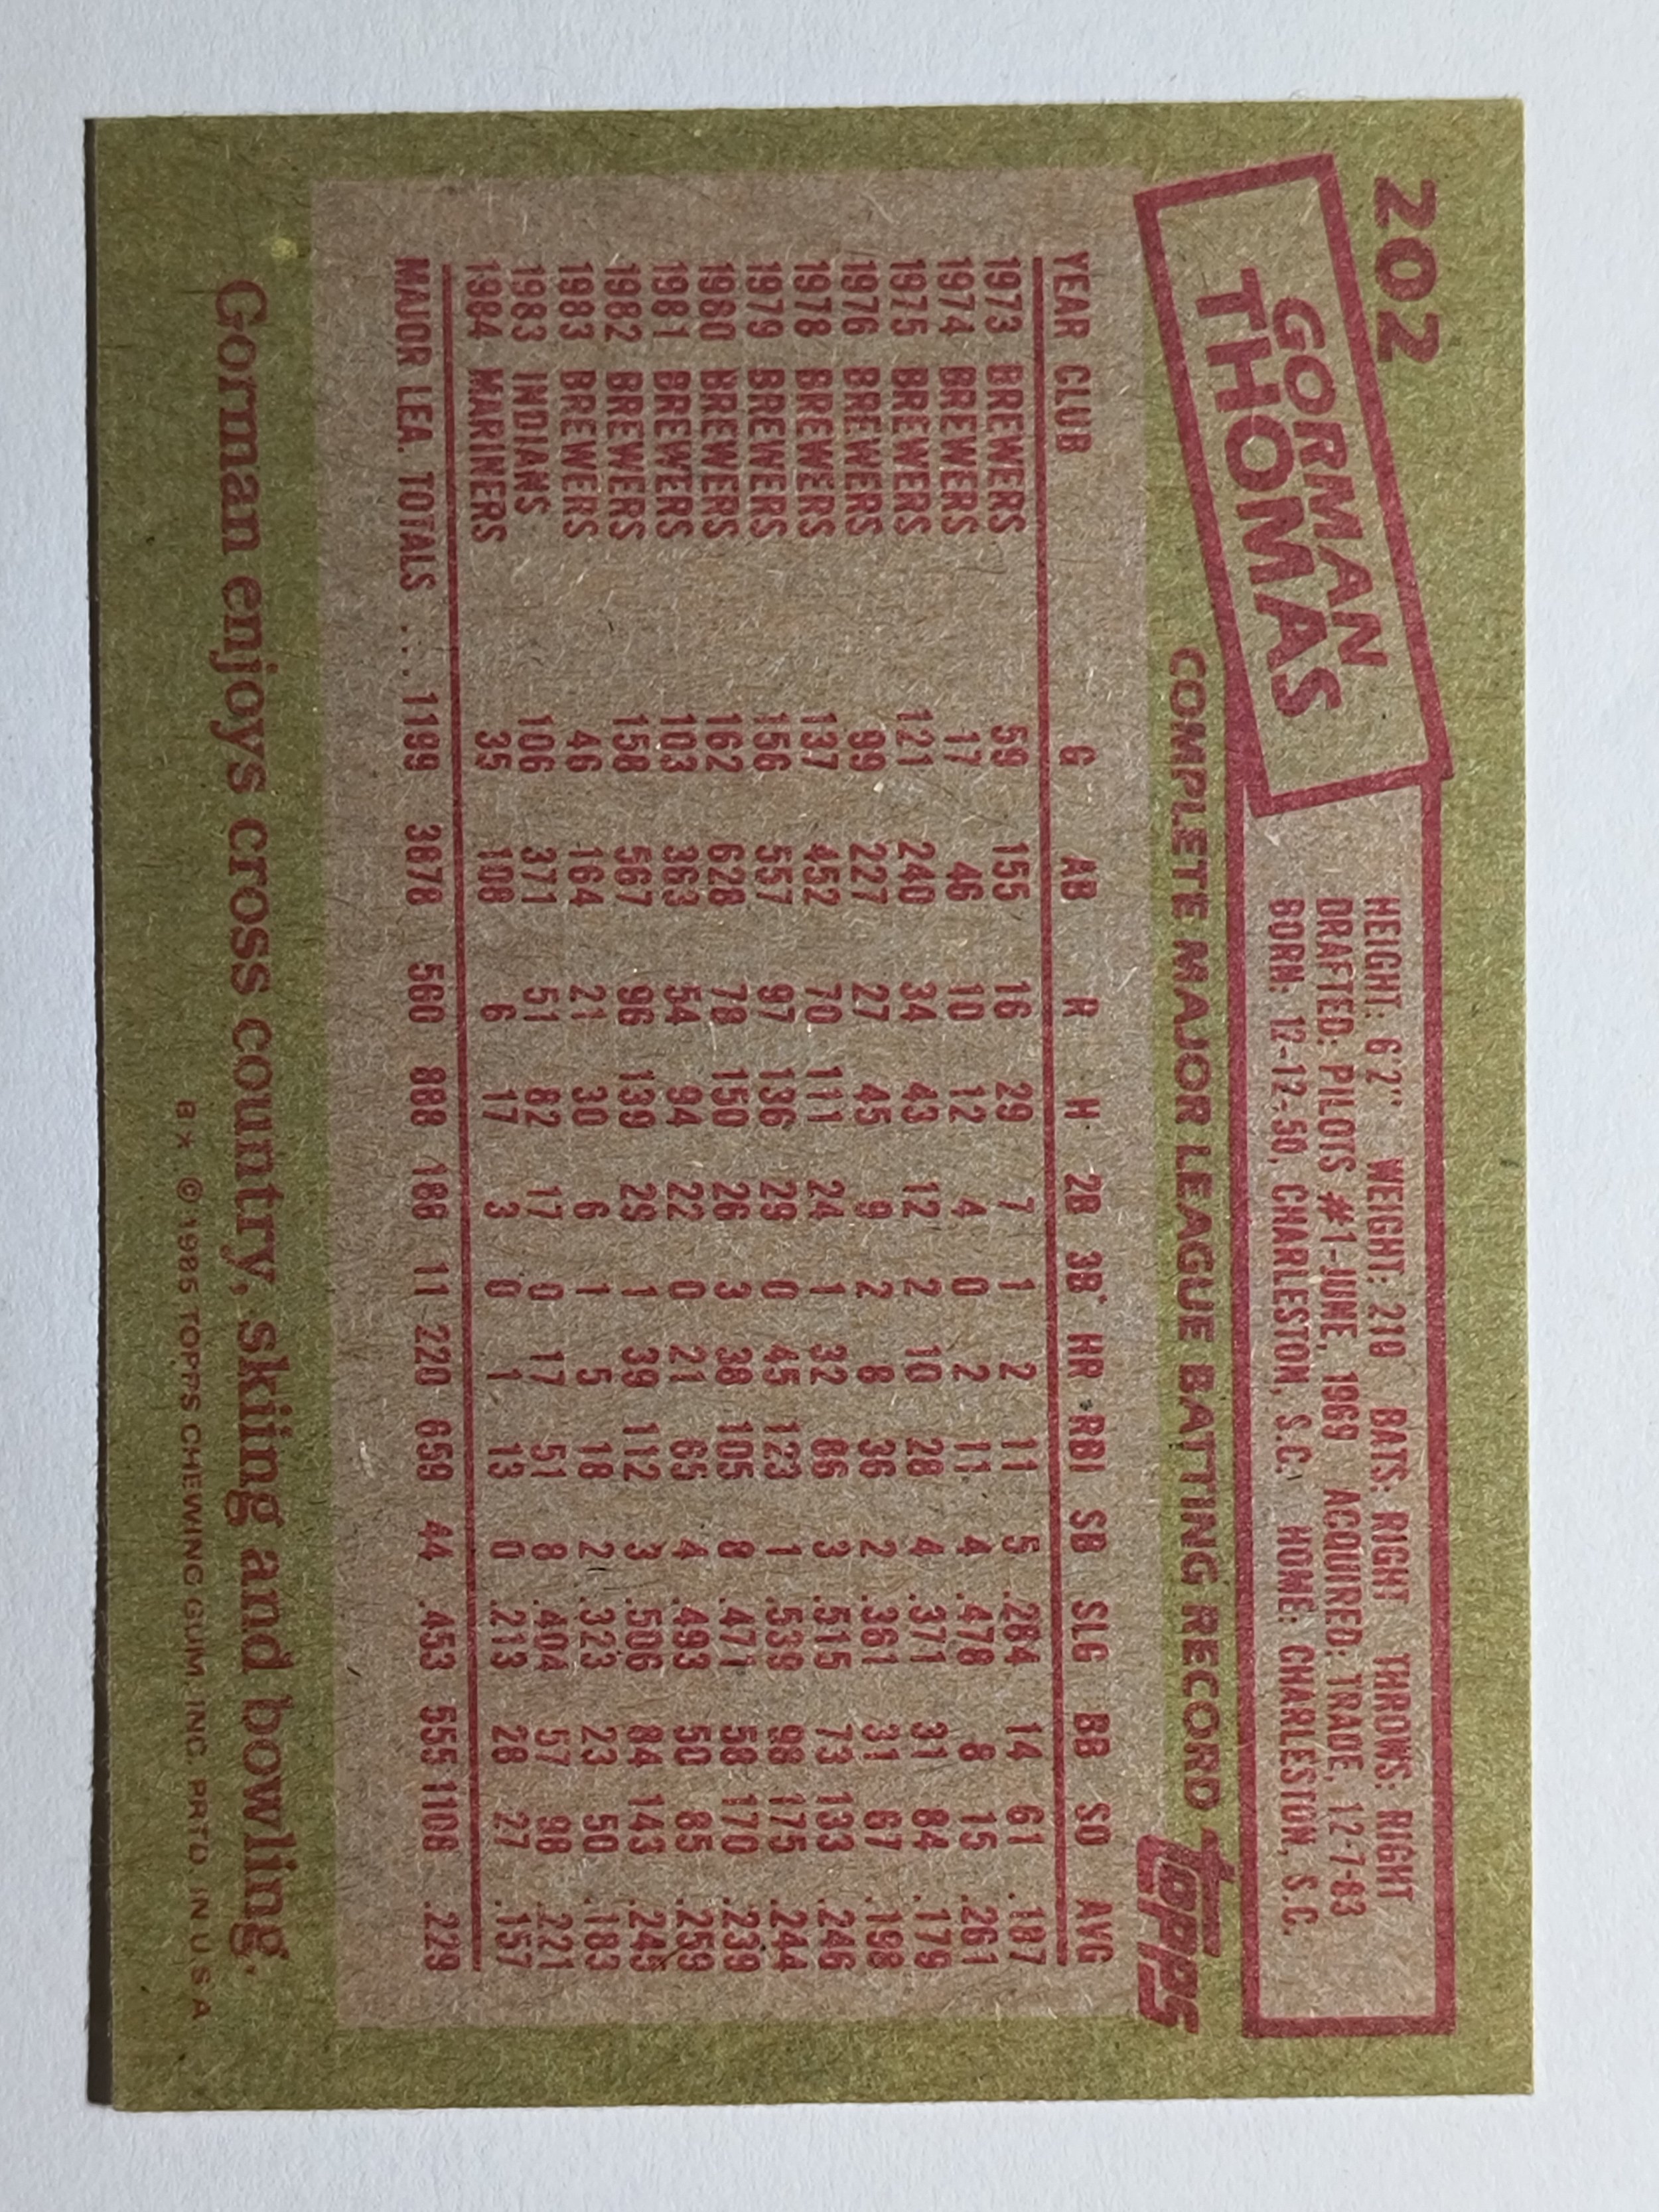 202
GORMAN
THOMAS
HEIGHT: 6'2" WEIGHT: 210 BATS: RIGHT THROWS: RIGHT
DRAFTED: PILOTS #1-JUNE, 1969 ACQUIRED: TRADE, 12-7-83
BORN: 12-12-50, CHARLESTON, S.C. HOME: CHARLESTON, S.C.
COMPLETE MAJOR LEAGUE BATTING RECORD
TOPPS
YEAR CLUB G AB R H 2B 3B HR RBI SB SLG BB SO AVG
1973 BREWERS 59 155 16 29 7 1 2 11 5 .284 14 61 .187
1974 BREWERS 17 46 10 12 4 0 2 11 4 .478 8 15 .261
1975 BREWERS 121 240 34 43 12 2 10 28 4 .371 31 84 .179
1976 BREWERS 99 227 27 45 9 2 8 36 2 .361 31 67 .198
1978 BREWERS 137 452 70 111 24 1 32 86 3 .515 73 133 .246
1979 BREWERS 156 557 97 136 29 0 45 123 1 .539 98 175 .244
1980 BREWERS 162 628 78 150 26 3 38 105 8 .471 58 170 .239
1981 BREWERS 103 363 54 94 22 0 21 65 4 .493 50 85 .259
1982 BREWERS 158 567 96 139 29 1 39 112 3 .506 84 143 .245
1983 BREWERS 46 164 21 30 6 1 5 18 2 .323 23 50 .183
1983 INDIANS 106 371 51 82 17 0 17 51 8 .404 57 98 .221
1984 MARINERS 35 108 6 17 3 0 1 13 0 .213 28 27 .157
MAJOR LEA. TOTALS .... 1199 3878 560 888 188 11 220 659 44 .453 555 1108 .229
Gorman enjoys cross country, skiing and bowling.
B* © 1985 TOPPS CHEWING GUM, INC. PRTD. IN U.S.A.